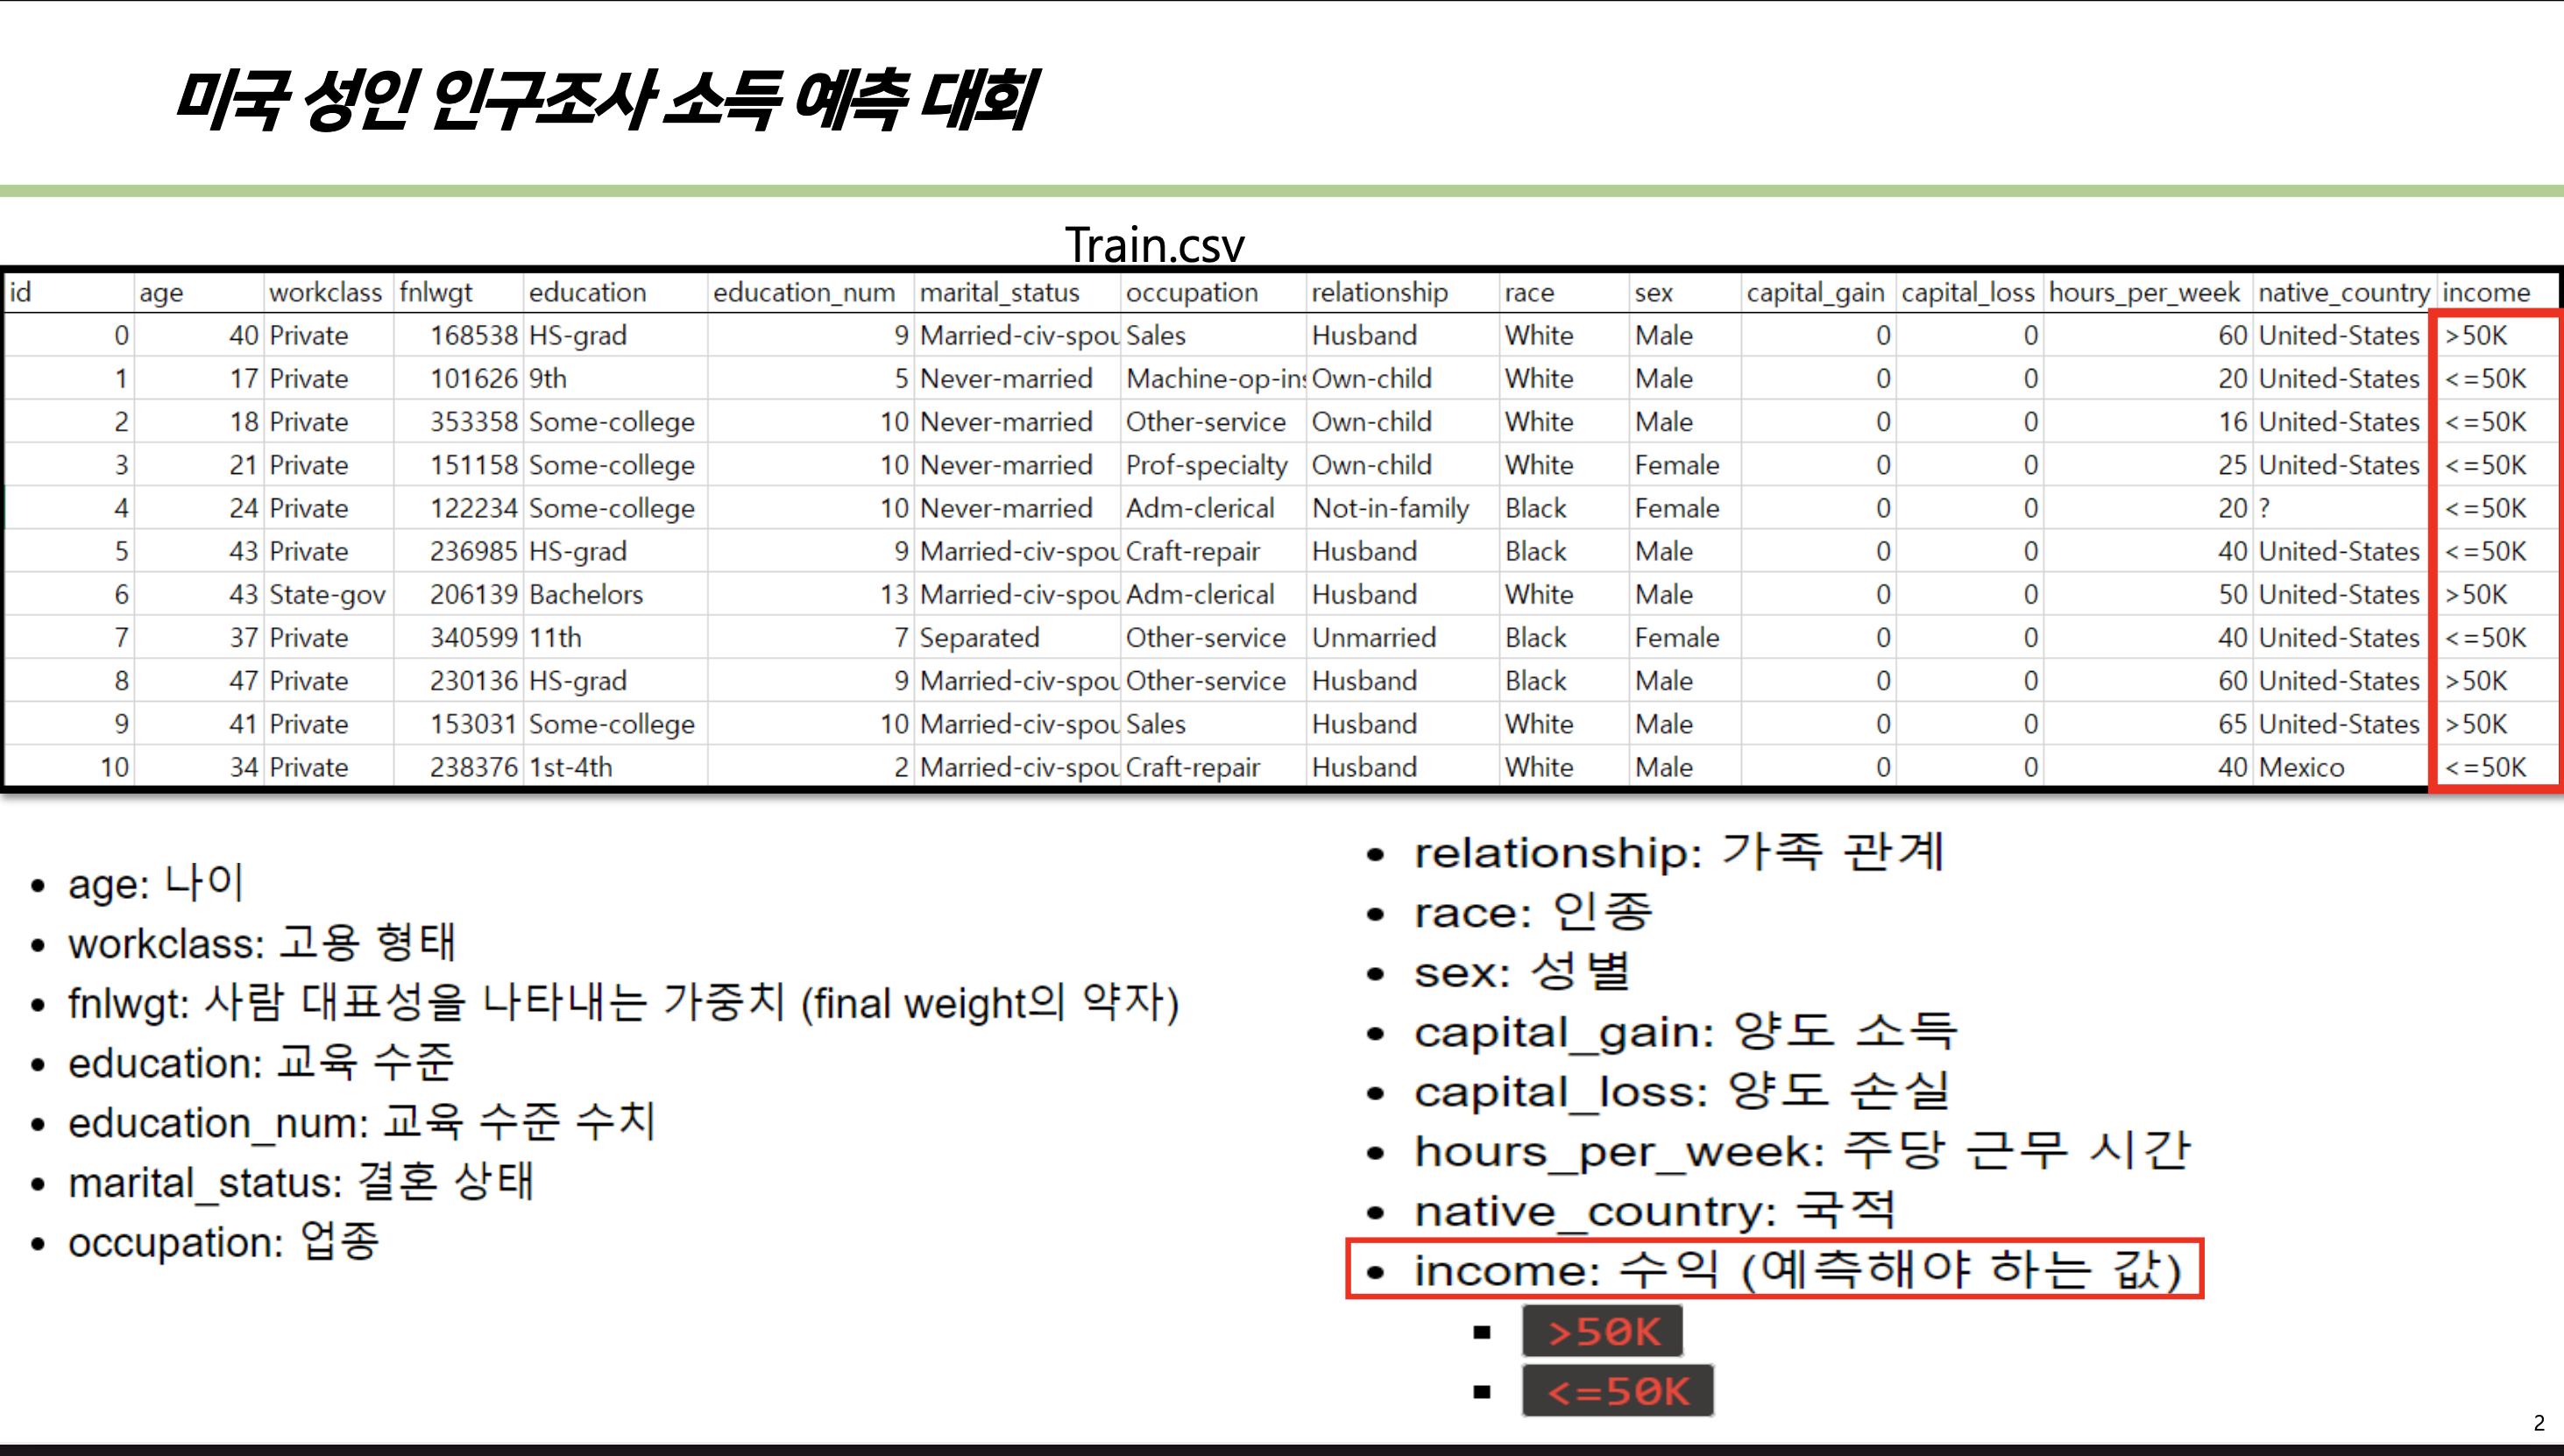 미국 성인 인구조사 소득 예측 대회
Train.csv
id age workclass fnlwgt education education_num marital_status occupation relationship race sex capital_gain capital_loss hours_per_week native_country income
0 40 Private 168538 HS-grad 9 Married-civ-spou Sales Husband White Male 0 0 60 United-States >50K
1 17 Private 101626 9th 5 Never-married Machine-op-ins Own-child White Male 0 0 20 United-States <=50K
2 18 Private 353358 Some-college 10 Never-married Other-service Own-child White Male 0 0 16 United-States <=50K
3 21 Private 151158 Some-college 10 Never-married Prof-specialty Own-child White Female 0 0 25 United-States <=50K
4 24 Private 122234 Some-college 10 Never-married Adm-clerical Not-in-family Black Female 0 0 20 ? <=50K
5 43 Private 236985 HS-grad 9 Married-civ-spou Craft-repair Husband Black Male 0 0 40 United-States <=50K
6 43 State-gov 206139 Bachelors 13 Married-civ-spou Adm-clerical Husband White Male 0 0 50 United-States >50K
7 37 Private 340599 11th 7 Separated Other-service Unmarried Black Female 0 0 40 United-States <=50K
8 47 Private 230136 HS-grad 9 Married-civ-spou Other-service Husband Black Male 0 0 60 United-States >50K
9 41 Private 153031 Some-college 10 Married-civ-spou Sales Husband White Male 0 0 65 United-States >50K
10 34 Private 238376 1st-4th 2 Married-civ-spou Craft-repair Husband White Male 0 0 40 Mexico <=50K
• age: 나이
• workclass: 고용 형태
• fnlwgt: 사람 대표성을 나타내는 가중치 (final weight의 약자)
• education: 교육 수준
• education_num: 교육 수준 수치
• marital_status: 결혼 상태
• occupation: 업종
• relationship: 가족 관계
• race: 인종
• sex: 성별
• capital_gain: 양도 소득
• capital_loss: 양도 손실
• hours_per_week: 주당 근무 시간
• native_country: 국적
• income: 수익 (예측해야 하는 값)
▪ >50K
▪ <=50K
2